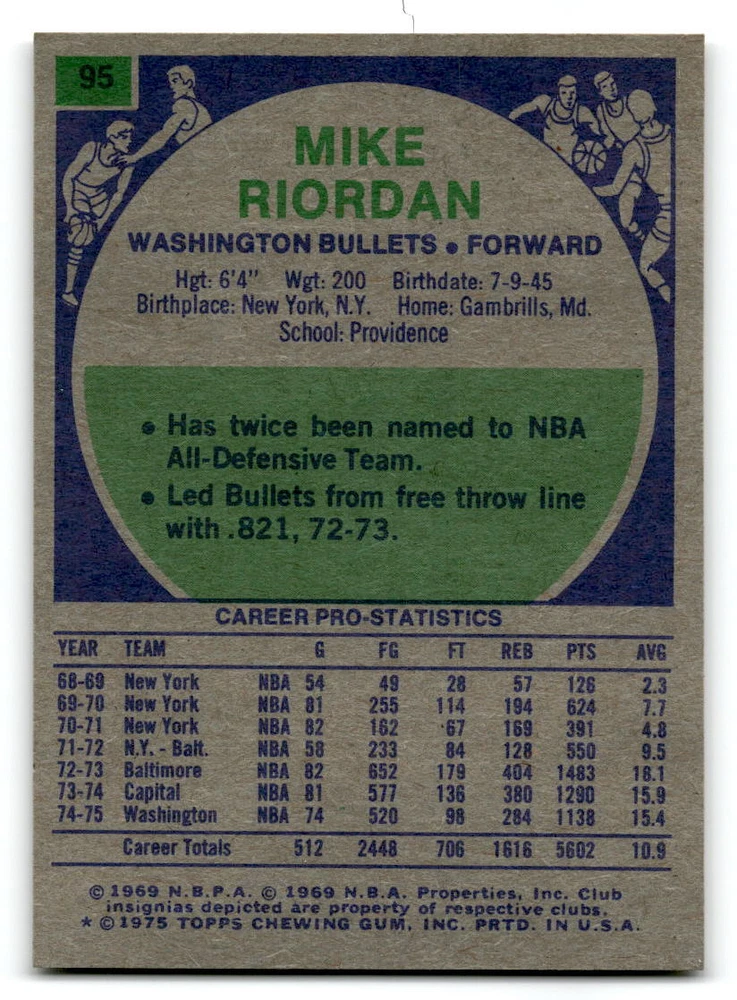 95
MIKE
RIORDAN
WASHINGTON BULLETS • FORWARD
Hgt: 6'4" Wgt: 200 Birthdate: 7-9-45
Birthplace: New York, N.Y. Home: Gambrills, Md.
School: Providence
• Has twice been named to NBA
All-Defensive Team.
• Led Bullets from free throw line
with .821, 72-73.
CAREER PRO-STATISTICS
YEAR TEAM G FG FT REB PTS AVG
68-69 New York NBA 54 49 28 57 126 2.3
69-70 New York NBA 81 255 114 194 624 7.7
70-71 New York NBA 82 162 67 169 391 4.8
71-72 N.Y. - Balt. NBA 58 233 84 128 550 9.5
72-73 Baltimore NBA 82 652 179 404 1483 18.1
73-74 Capital NBA 81 577 136 380 1290 15.9
74-75 Washington NBA 74 520 98 284 1138 15.4
Career Totals 512 2448 706 1616 5602 10.9
© 1969 N.B.P.A. © 1969 N.B.A. Properties, Inc. Club
insignias depicted are property of respective clubs.
* © 1975 TOPPS CHEWING GUM, INC. PRTD. IN U.S.A.